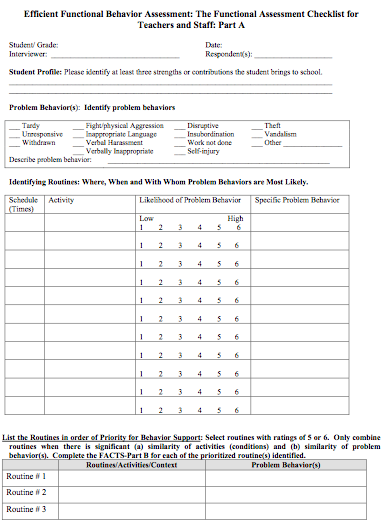 Efficient Functional Behavior Assessment: The Functional Assessment Checklist for
Teachers and Staff: Part A
Student/ Grade: Date:
Interviewer: Respondent(s):
Student Profile: Please identify at least three strengths or contributions the student brings to school.
Problem Behavior(s): Identify problem behaviors
___ Tardy ___ Fight/physical Aggression ___ Disruptive ___ Theft
___ Unresponsive ___ Inappropriate Language ___ Insubordination ___ Vandalism
___ Withdrawn ___ Verbal Harassment ___ Work not done ___ Other
___ Verbally Inappropriate ___ Self-injury
Describe problem behavior:
Identifying Routines: Where, When and With Whom Problem Behaviors are Most Likely.
Schedule Activity Likelihood of Problem Behavior Specific Problem Behavior
(Times)
Low High
1 2 3 4 5 6
1 2 3 4 5 6
1 2 3 4 5 6
1 2 3 4 5 6
1 2 3 4 5 6
1 2 3 4 5 6
1 2 3 4 5 6
1 2 3 4 5 6
1 2 3 4 5 6
1 2 3 4 5 6
1 2 3 4 5 6
List the Routines in order of Priority for Behavior Support: Select routines with ratings of 5 or 6. Only combine
routines when there is significant (a) similarity of activities (conditions) and (b) similarity of problem
behavior(s). Complete the FACTS-Part B for each of the prioritized routine(s) identified.
Routines/Activities/Context Problem Behavior(s)
Routine # 1
Routine # 2
Routine # 3